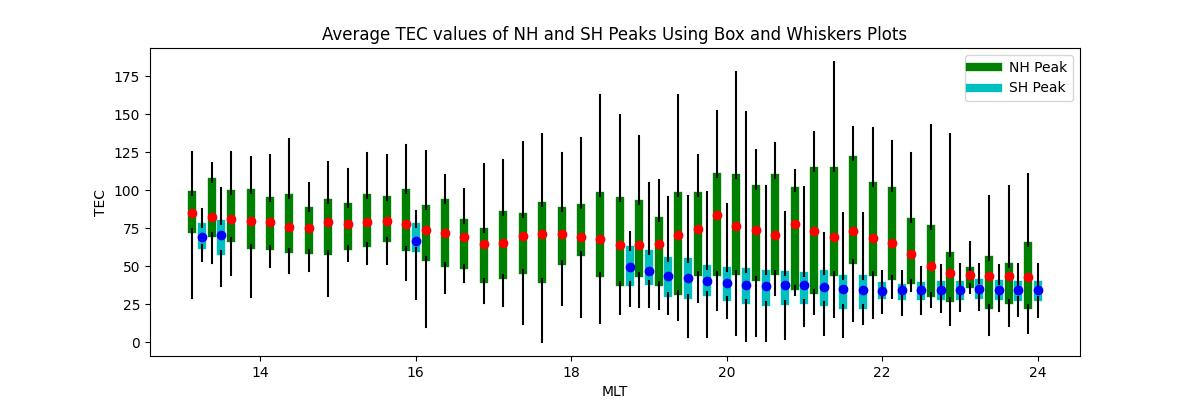 Average TEC values of NH and SH Peaks Using Box and Whiskers Plots
NH Peak
SH Peak
TEC
175
150
125
100
75
50
25
0
14 16 18 20 22 24
MLT